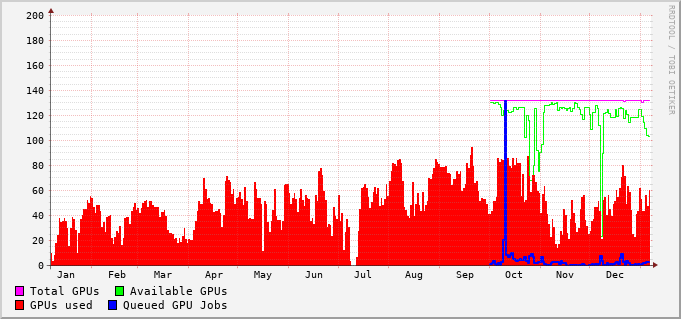 RRDTOOL / TOBI OETIKER
200
180
160
140
120
100
80
60
40
20
0
Jan Feb Mar Apr May Jun Jul Aug Sep Oct Nov Dec
Total GPUs Available GPUs
GPUs used Queued GPU Jobs